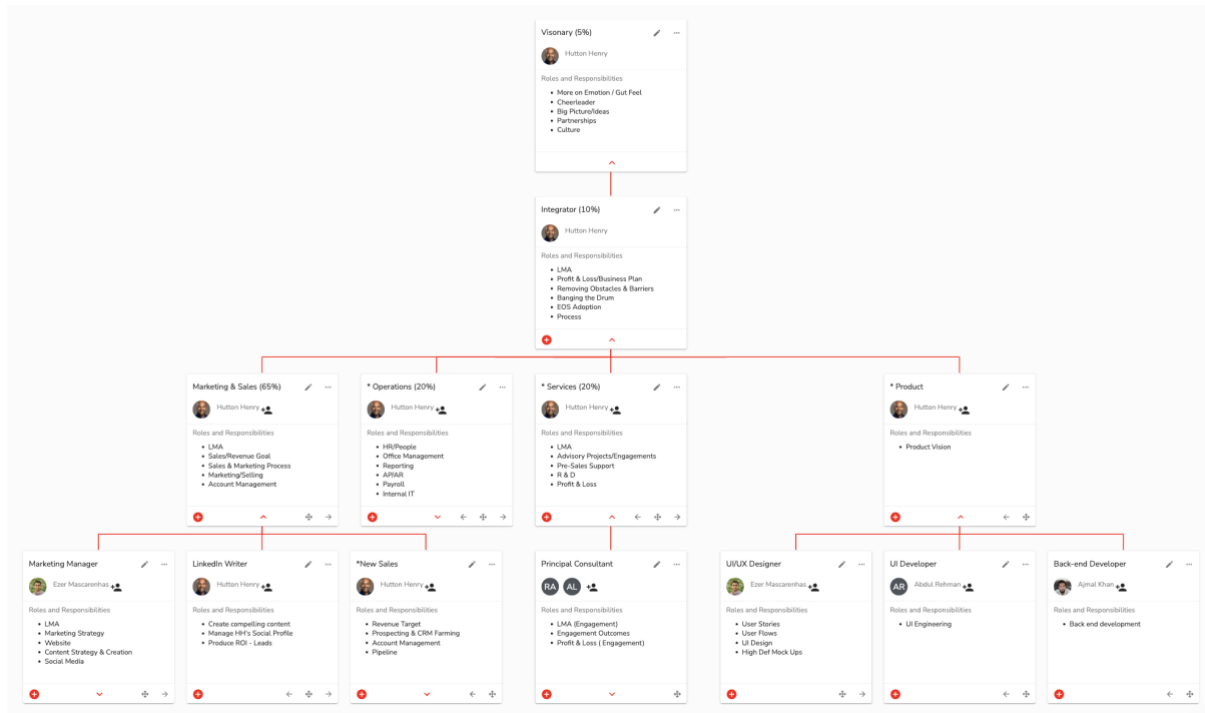 Visonary (5%)
Hutton Henry
Roles and Responsibilities
• More on Emotion / Gut Feel
• Cheerleader
• Big Picture/Ideas
• Partnerships
• Culture
Integrator (10%)
Hutton Henry
Roles and Responsibilities
• LMA
• Profit & Loss/Business Plan
• Removing Obstacles & Barriers
• Banging the Drum
• EOS Adoption
• Process
Marketing & Sales (65%)
Hutton Henry
Roles and Responsibilities
• LMA
• Sales/Revenue Goal
• Sales & Marketing Process
• Marketing/Selling
• Account Management
* Operations (20%)
Hutton Henry
Roles and Responsibilities
• HR/People
• Office Management
• Reporting
• AP/AR
• Payroll
• Internal IT
* Services (20%)
Hutton Henry
Roles and Responsibilities
• LMA
• Advisory Projects/Engagements
• Pre-Sales Support
• R & D
• Profit & Loss
* Product
Hutton Henry
Roles and Responsibilities
• Product Vision
Marketing Manager
Ezer Mascarenhas
Roles and Responsibilities
• LMA
• Marketing Strategy
• Website
• Content Strategy & Creation
• Social Media
LinkedIn Writer
Hutton Henry
Roles and Responsibilities
• Create compelling content
• Manage HH's Social Profile
• Produce ROI - Leads
*New Sales
Hutton Henry
Roles and Responsibilities
• Revenue Target
• Prospecting & CRM Farming
• Account Management
• Pipeline
Principal Consultant
RA AL
Roles and Responsibilities
• LMA (Engagement)
• Engagement Outcomes
• Profit & Loss ( Engagement)
UI/UX Designer
Ezer Mascarenhas
Roles and Responsibilities
• User Stories
• User Flows
• UI Design
• High Def Mock Ups
UI Developer
AR Abdul Rehman
Roles and Responsibilities
• UI Engineering
Back-end Developer
Ajmal Khan
Roles and Responsibilities
• Back end development